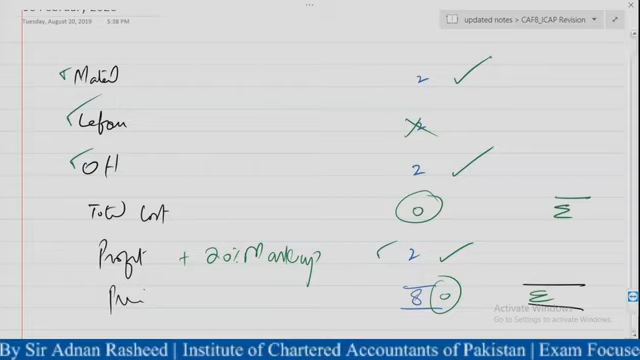 Tuesday, August 20, 2019 5:38 PM
updated notes > CAF8_ICAP Revision
Material 2
Labour 2
OH 2
Total Cost 0 Σ
Profit + 20% Markup 2
8 0 Σ
Activate Windows
Go to Settings to activate Windows.
By Sir Adnan Rasheed | Institute of Chartered Accountants of Pakistan | Exam Focuse